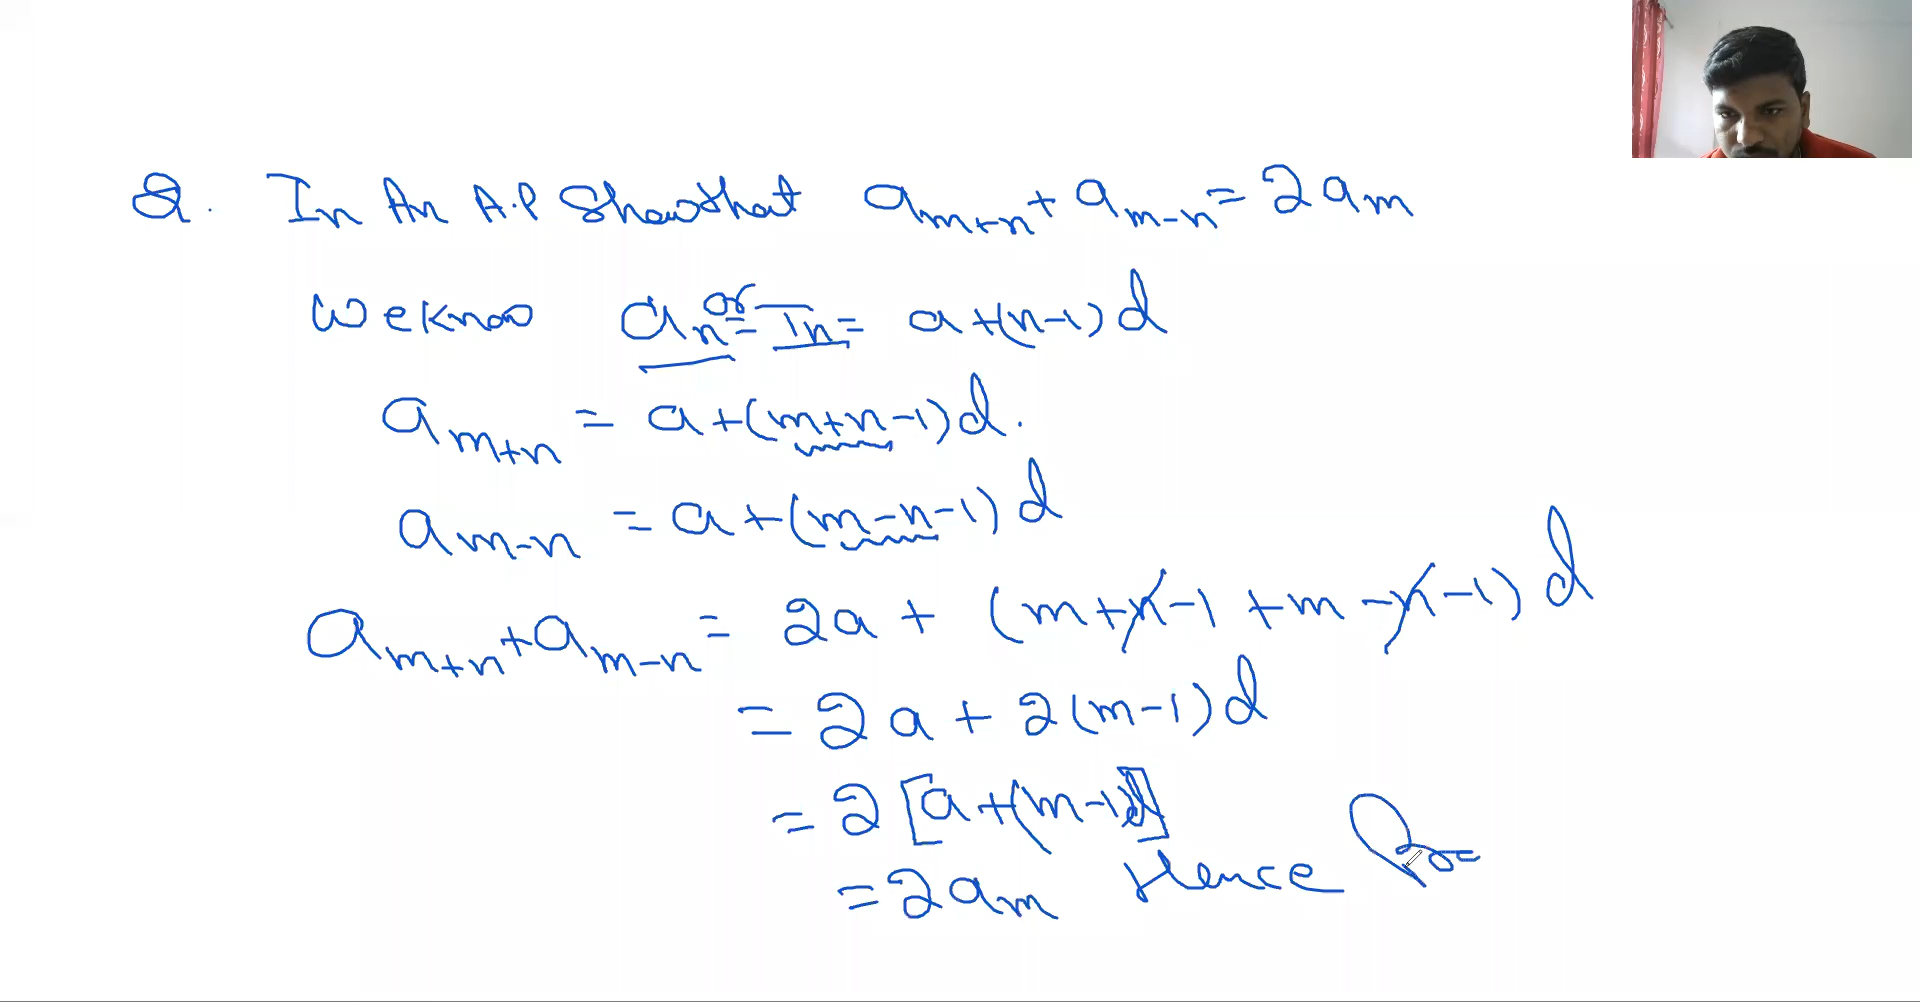 Q. In An A.P Show that a_{m+n} + a_{m-n} = 2a_m
We know a_n or = T_n = a+(n-1)d
a_{m+n} = a+(m+n-1)d.
a_{m-n} = a+(m-n-1)d
a_{m+n} + a_{m-n} = 2a + (m+n-1+m-n-1)d
= 2a + 2(m-1)d
= 2[a+(m-1)d]
= 2a_m Hence